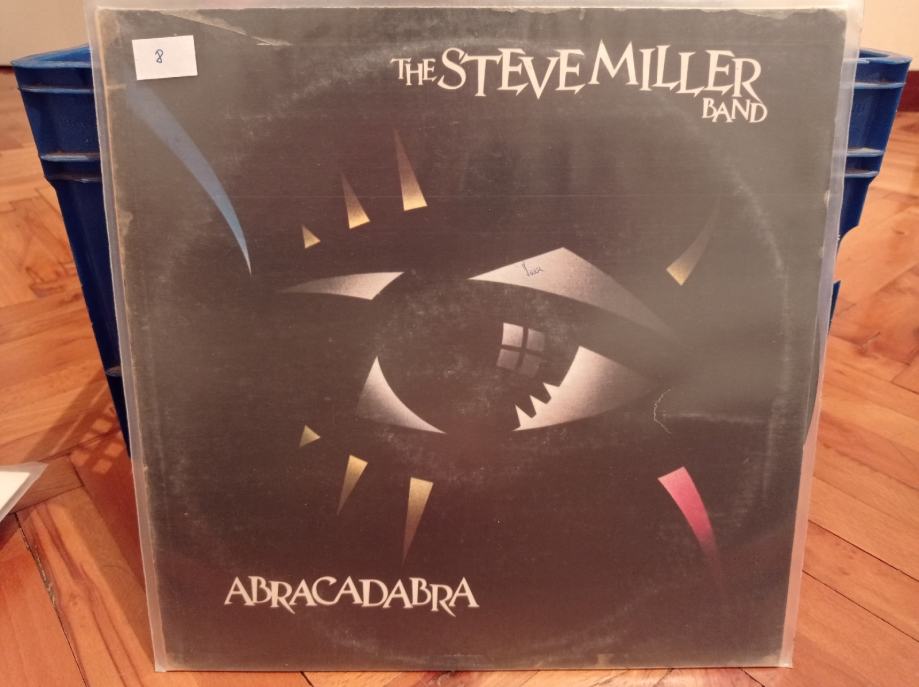 8
THE STEVE MILLER
BAND
ABRACADABRA